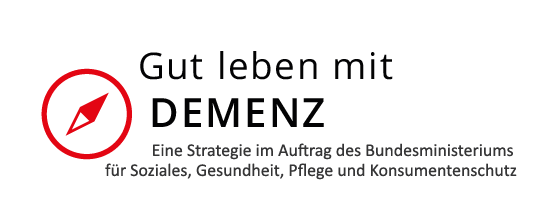 Gut leben mit
DEMENZ
Eine Strategie im Auftrag des Bundesministeriums
für Soziales, Gesundheit, Pflege und Konsumentenschutz